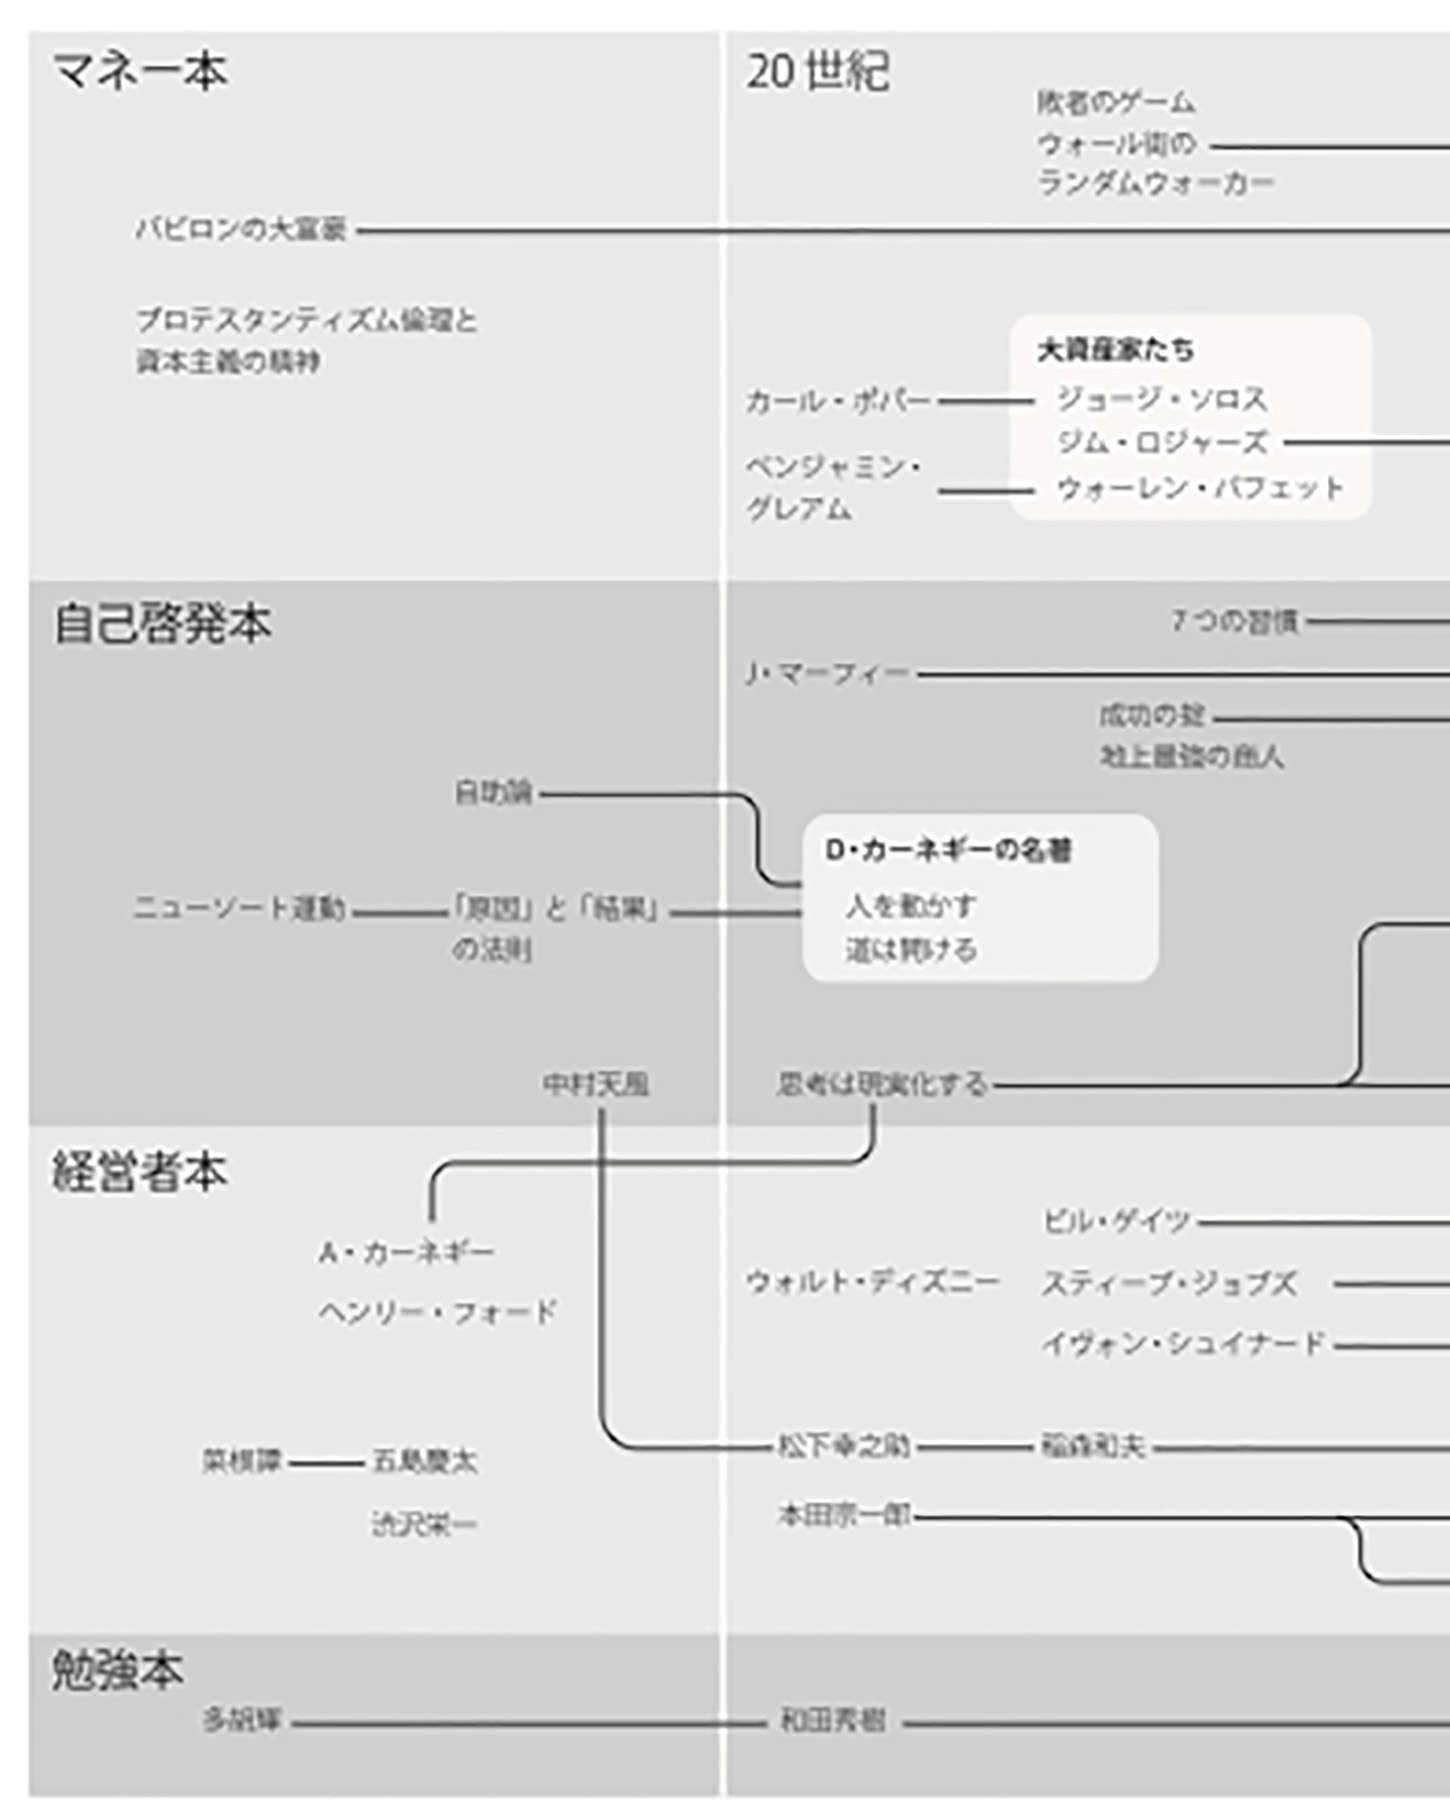 マネー本
20 世紀
敗者のゲーム
ウォール街の
ランダムウォーカー
バビロンの大富豪
プロテスタンティズム倫理と
資本主義の精神
大資産家たち
カール・ポパー
ジョージ・ソロス
ジム・ロジャーズ
ベンジャミン・
グレアム
ウォーレン・バフェット
自己啓発本
7つの習慣
J・マーフィー
成功の掟
地上最強の商人
自助論
D・カーネギーの名著
人を動かす
道は開ける
ニューソート運動
「原因」と「結果」
の法則
中村天風
思考は現実化する
経営者本
A・カーネギー
ヘンリー・フォード
ビル・ゲイツ
ウォルト・ディズニー
スティーブ・ジョブズ
イヴォン・シュイナード
菜根譚
五島慶太
渋沢栄一
松下幸之助
稲森和夫
本田宗一郎
勉強本
多胡輝
和田秀樹